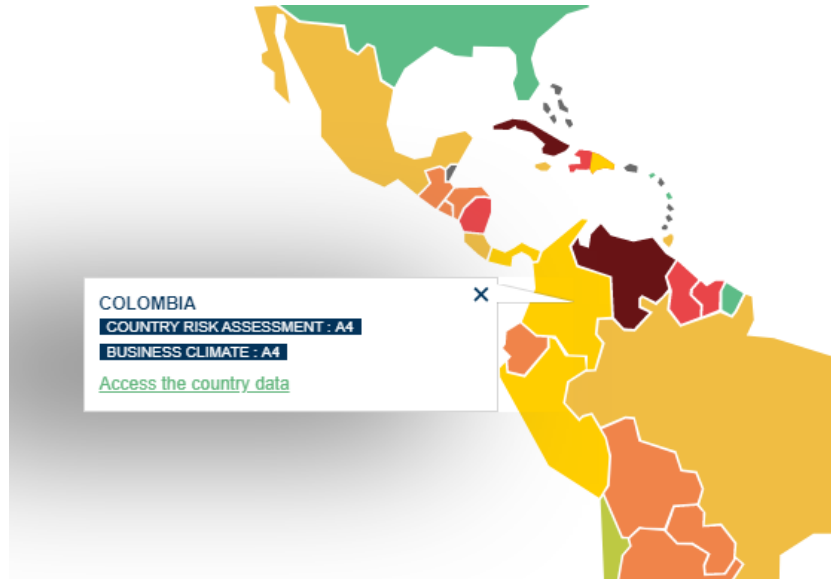 COLOMBIA
COUNTRY RISK ASSESSMENT : A4
BUSINESS CLIMATE : A4
Access the country data